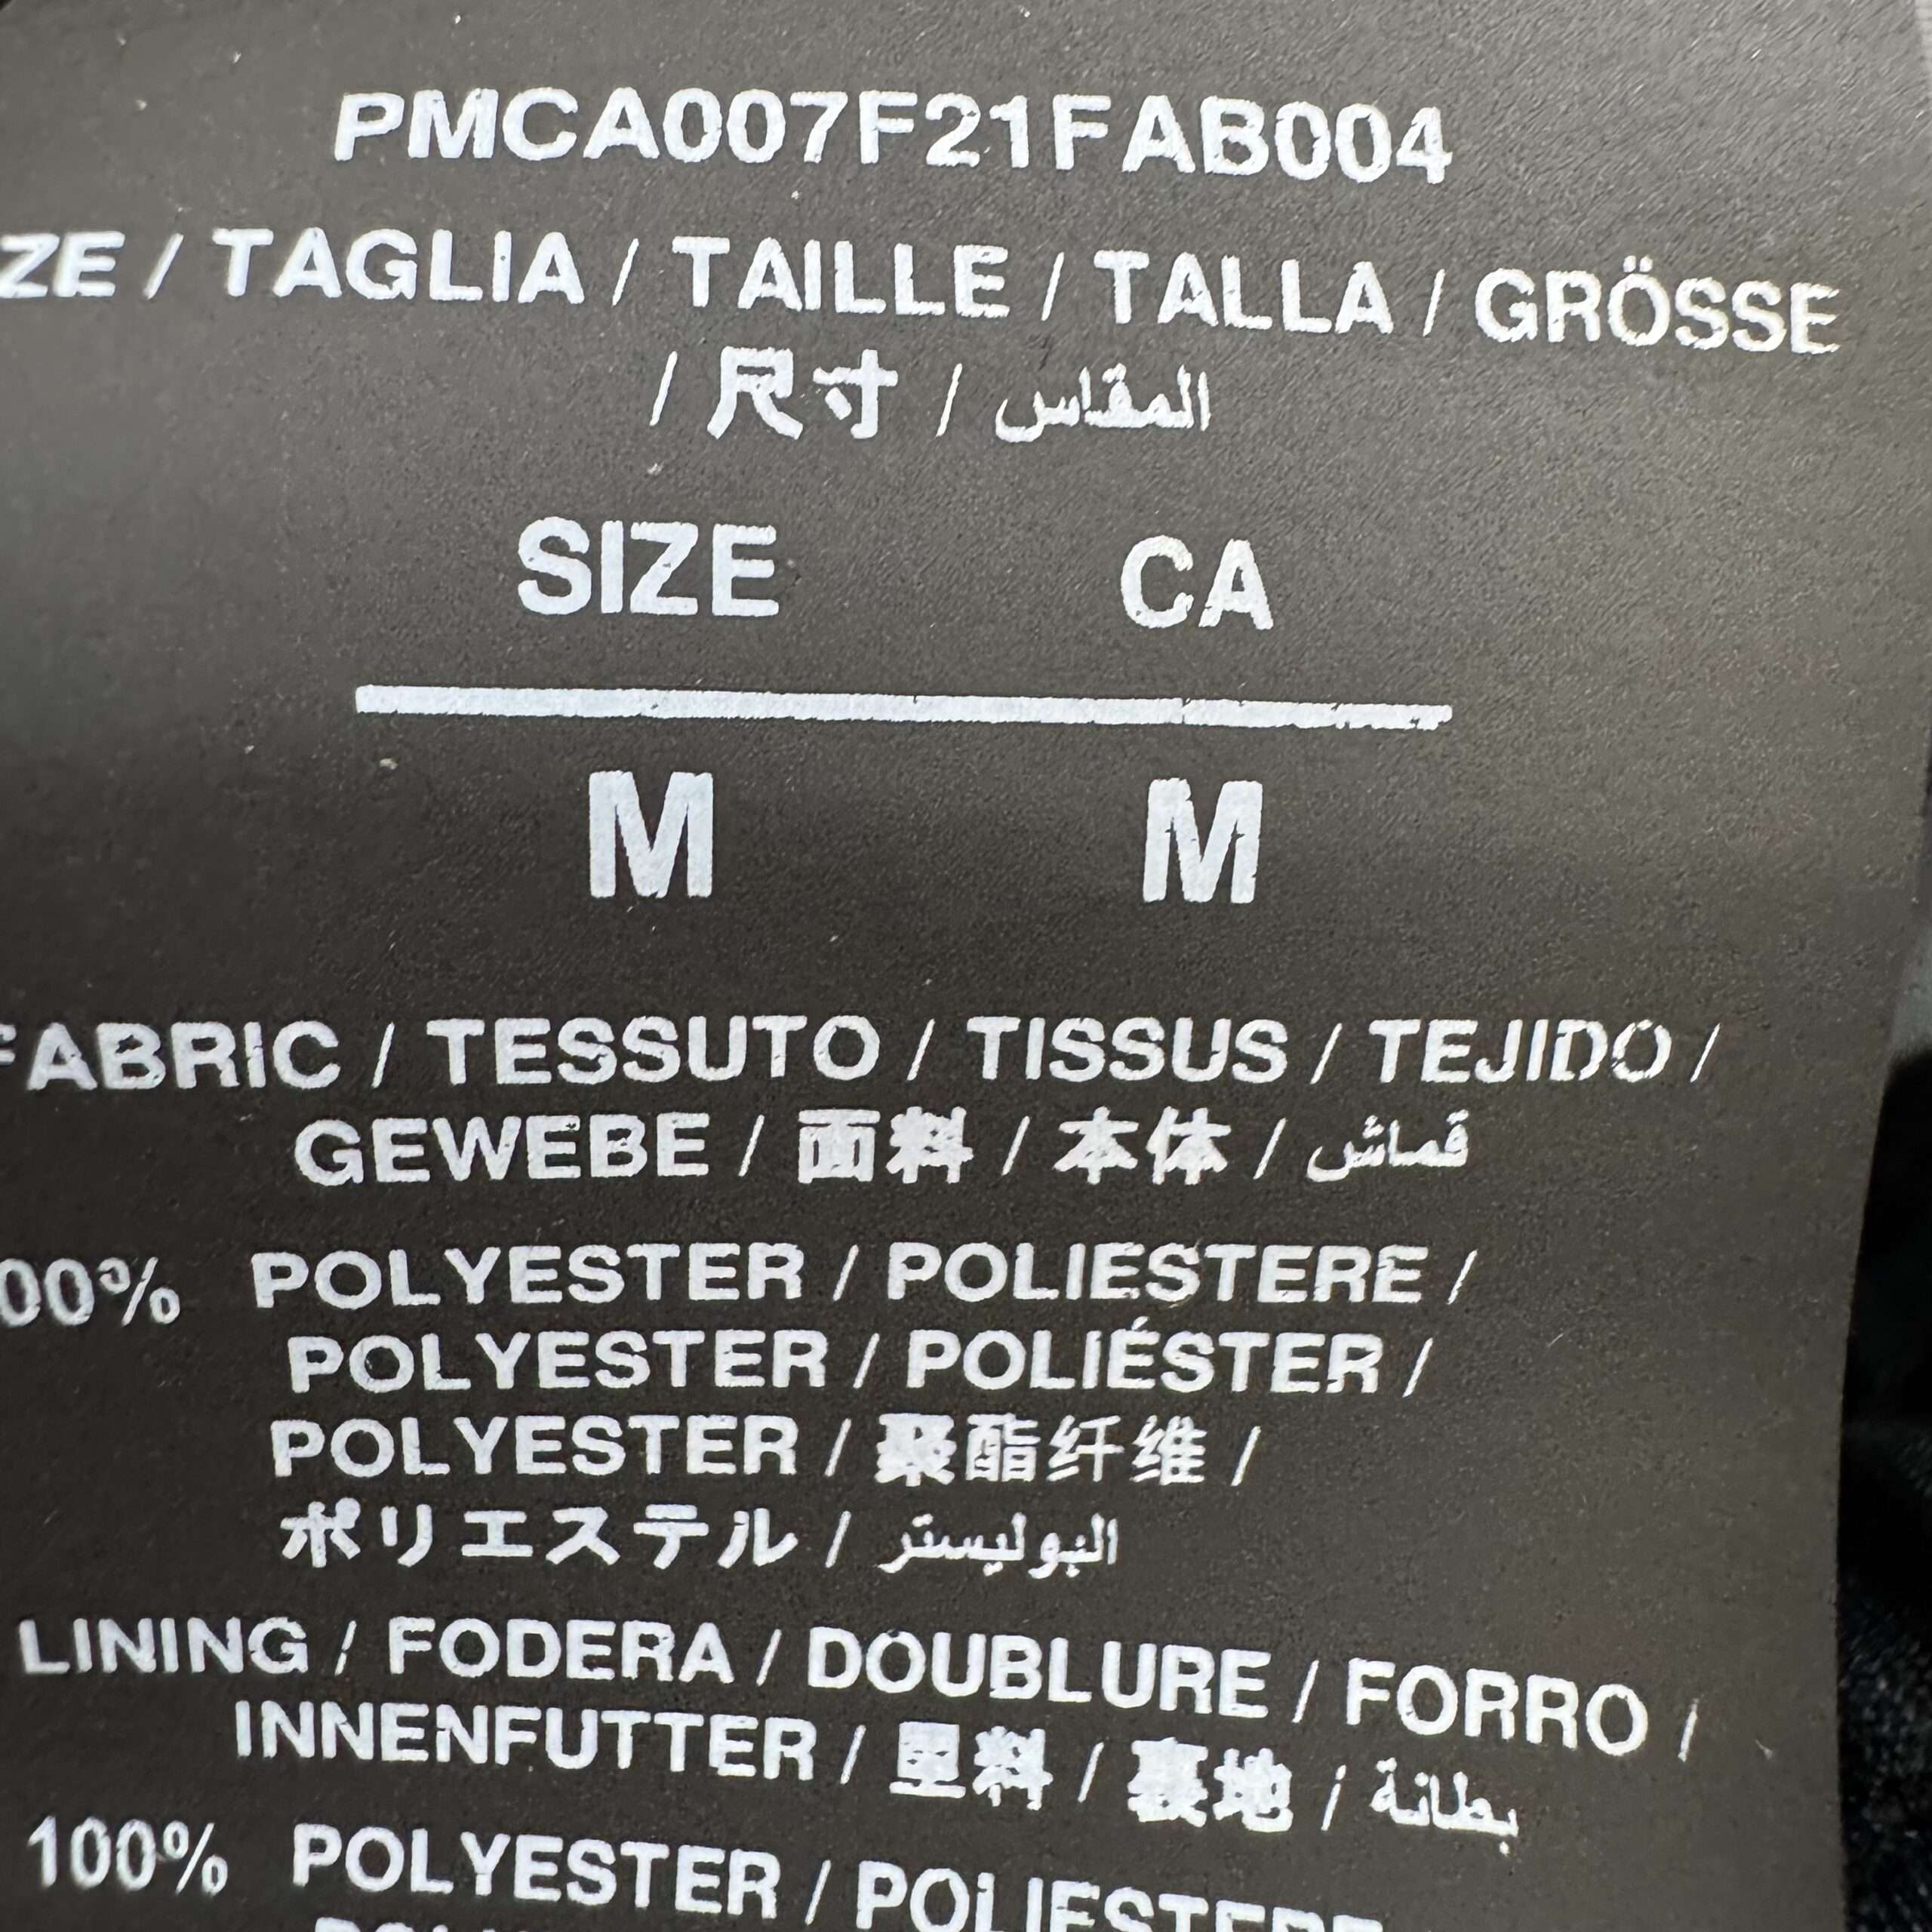 PMCA007F21FAB004
ZE / TAGLIA / TAILLE / TALLA / GRÖSSE
/ 尺寸 / المقاس
SIZE CA
M M
FABRIC / TESSUTO / TISSUS / TEJIDO /
GEWEBE / 面料 / 本体 / قماش
00% POLYESTER / POLIESTERE /
POLYESTER / POLIÉSTER /
POLYESTER / 聚酯纤维 /
ポリエステル / البوليستر
LINING / FODERA / DOUBLURE / FORRO /
INNENFUTTER / 里料 / 裏地 / بطانة
100% POLYESTER / POLIESTERE